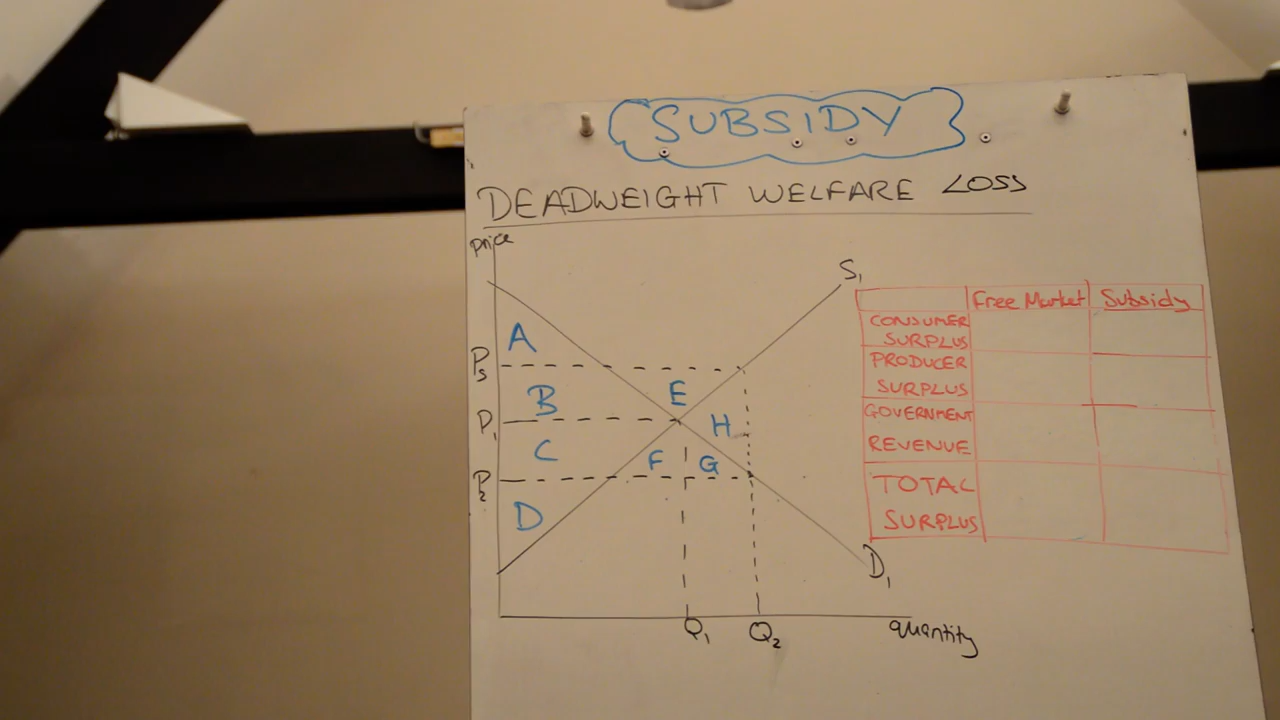 SUBSIDY
DEADWEIGHT WELFARE LOSS
price
S1
Free Market Subsidy
CONSUMER
SURPLUS
A
Ps
PRODUCER
SURPLUS
B
E
P1
H
GOVERNMENT
REVENUE
C
F
G
P2
TOTAL
SURPLUS
D
D1
Q1
Q2
quantity